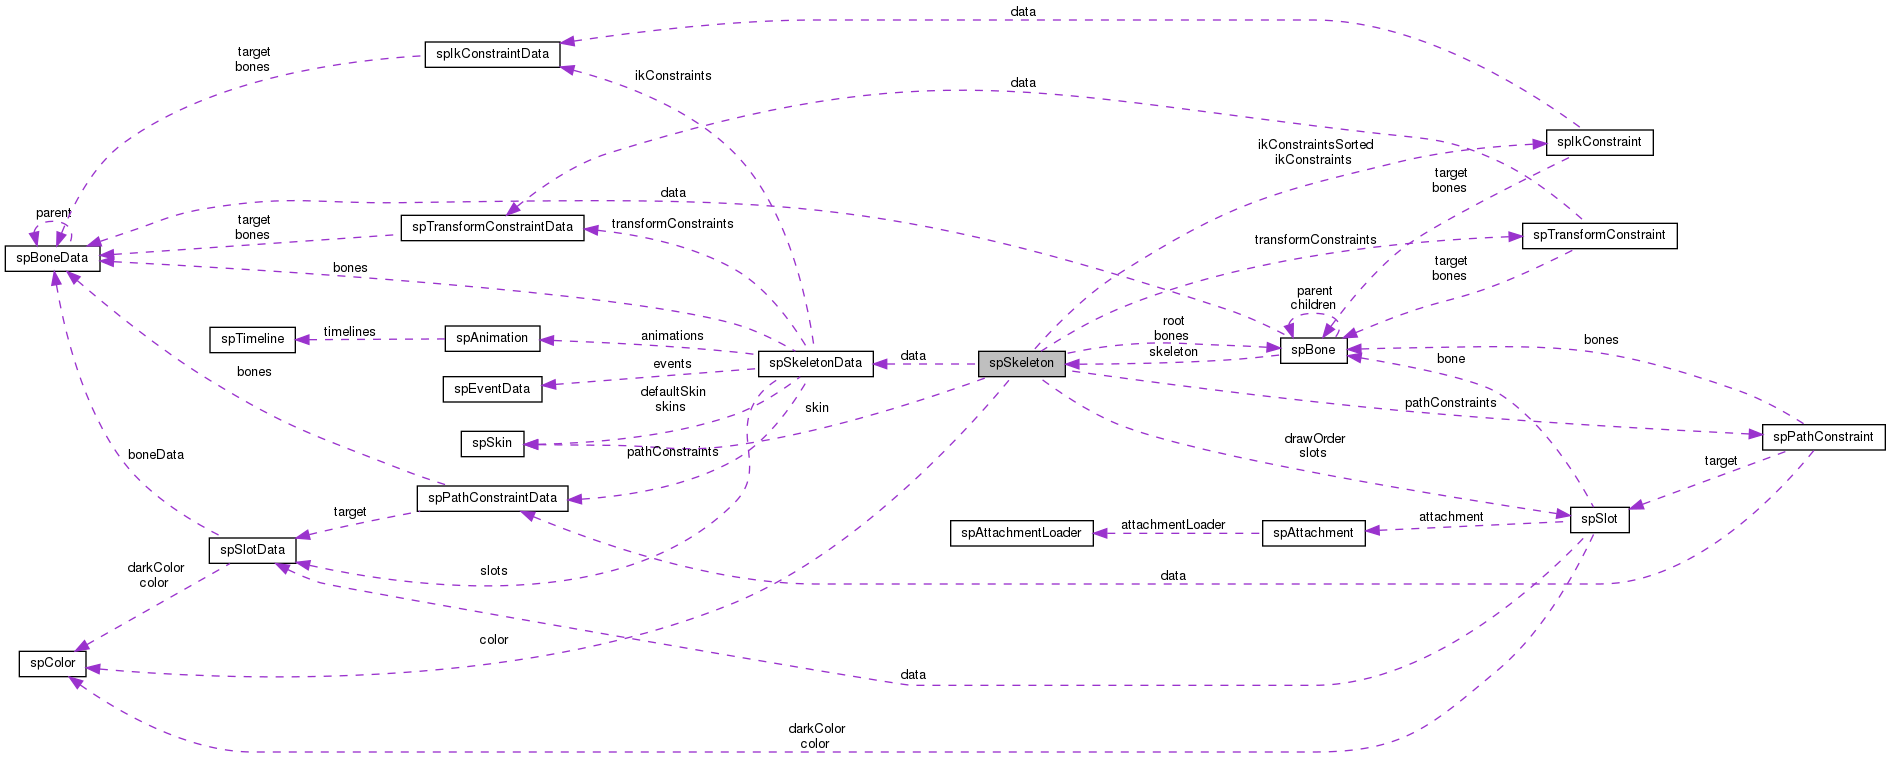 data
target
bones
spIkConstraintData
ikConstraints
data
spIkConstraint
ikConstraintsSorted
ikConstraints
target
bones
data
parent
target
bones
spTransformConstraintData
transformConstraints
transformConstraints
spTransformConstraint
spBoneData
bones
target
bones
parent
children
spTimeline
timelines
spAnimation
animations
root
bones
skeleton
spBone
bones
bone
spSkeletonData
data
spSkeleton
events
bones
spEventData
defaultSkin
skins
skin
pathConstraints
spSkin
pathConstraints
drawOrder
slots
spPathConstraint
boneData
target
spPathConstraintData
target
spAttachmentLoader
attachmentLoader
spAttachment
attachment
spSlot
spSlotData
darkColor
color
slots
data
color
spColor
data
darkColor
color